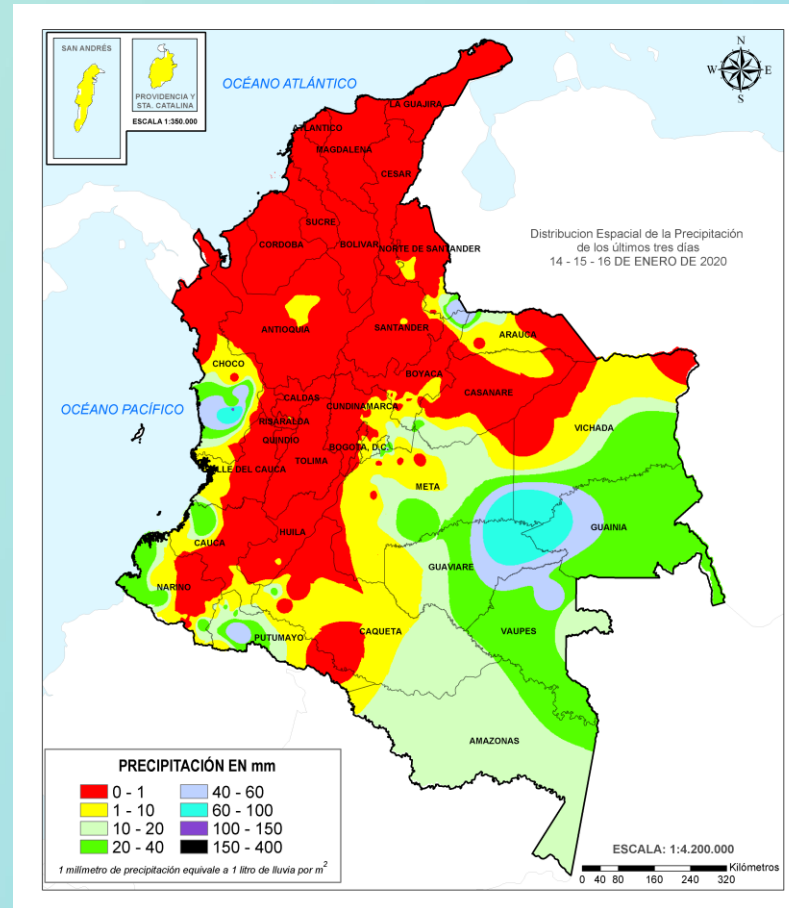 SAN ANDRÉS
PROVIDENCIA Y
STA. CATALINA
ESCALA 1:350.000
OCÉANO ATLÁNTICO
N
W
E
S
LA GUAJIRA
ATLANTICO
MAGDALENA
CESAR
SUCRE
CORDOBA
BOLIVAR
NORTE DE SANTANDER
Distribucion Espacial de la Precipitación
de los últimos tres días
14 - 15 - 16 DE ENERO DE 2020
ANTIOQUIA
SANTANDER
ARAUCA
CHOCO
BOYACA
CASANARE
OCÉANO PACÍFICO
CALDAS
CUNDINAMARCA
RISARALDA
VICHADA
QUINDIO
BOGOTA, D.C.
TOLIMA
VALLE DEL CAUCA
META
GUAINIA
HUILA
CAUCA
GUAVIARE
NARIÑO
CAQUETA
VAUPES
PUTUMAYO
AMAZONAS
PRECIPITACIÓN EN mm
0 - 1
40 - 60
1 - 10
60 - 100
10 - 20
100 - 150
20 - 40
150 - 400
1 milímetro de precipitación equivale a 1 litro de lluvia por m²
ESCALA: 1:4.200.000
Kilómetros
0 40 80 160 240 320